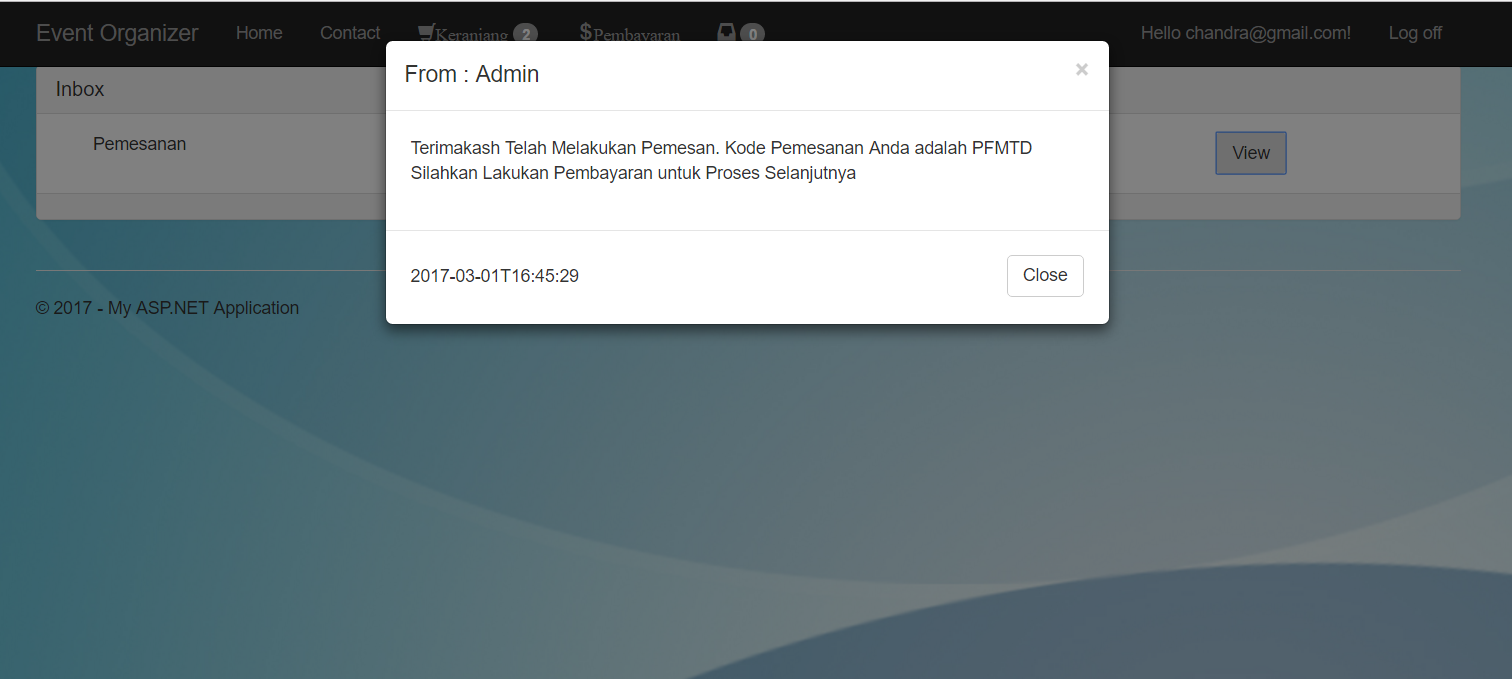 Event Organizer Home Contact Keranjang 2 $Pembayaran 0 Hello chandra@gmail.com! Log off
From : Admin ×
Inbox
Pemesanan View
Terimakash Telah Melakukan Pemesan. Kode Pemesanan Anda adalah PFMTD
Silahkan Lakukan Pembayaran untuk Proses Selanjutnya
2017-03-01T16:45:29 Close
© 2017 - My ASP.NET Application